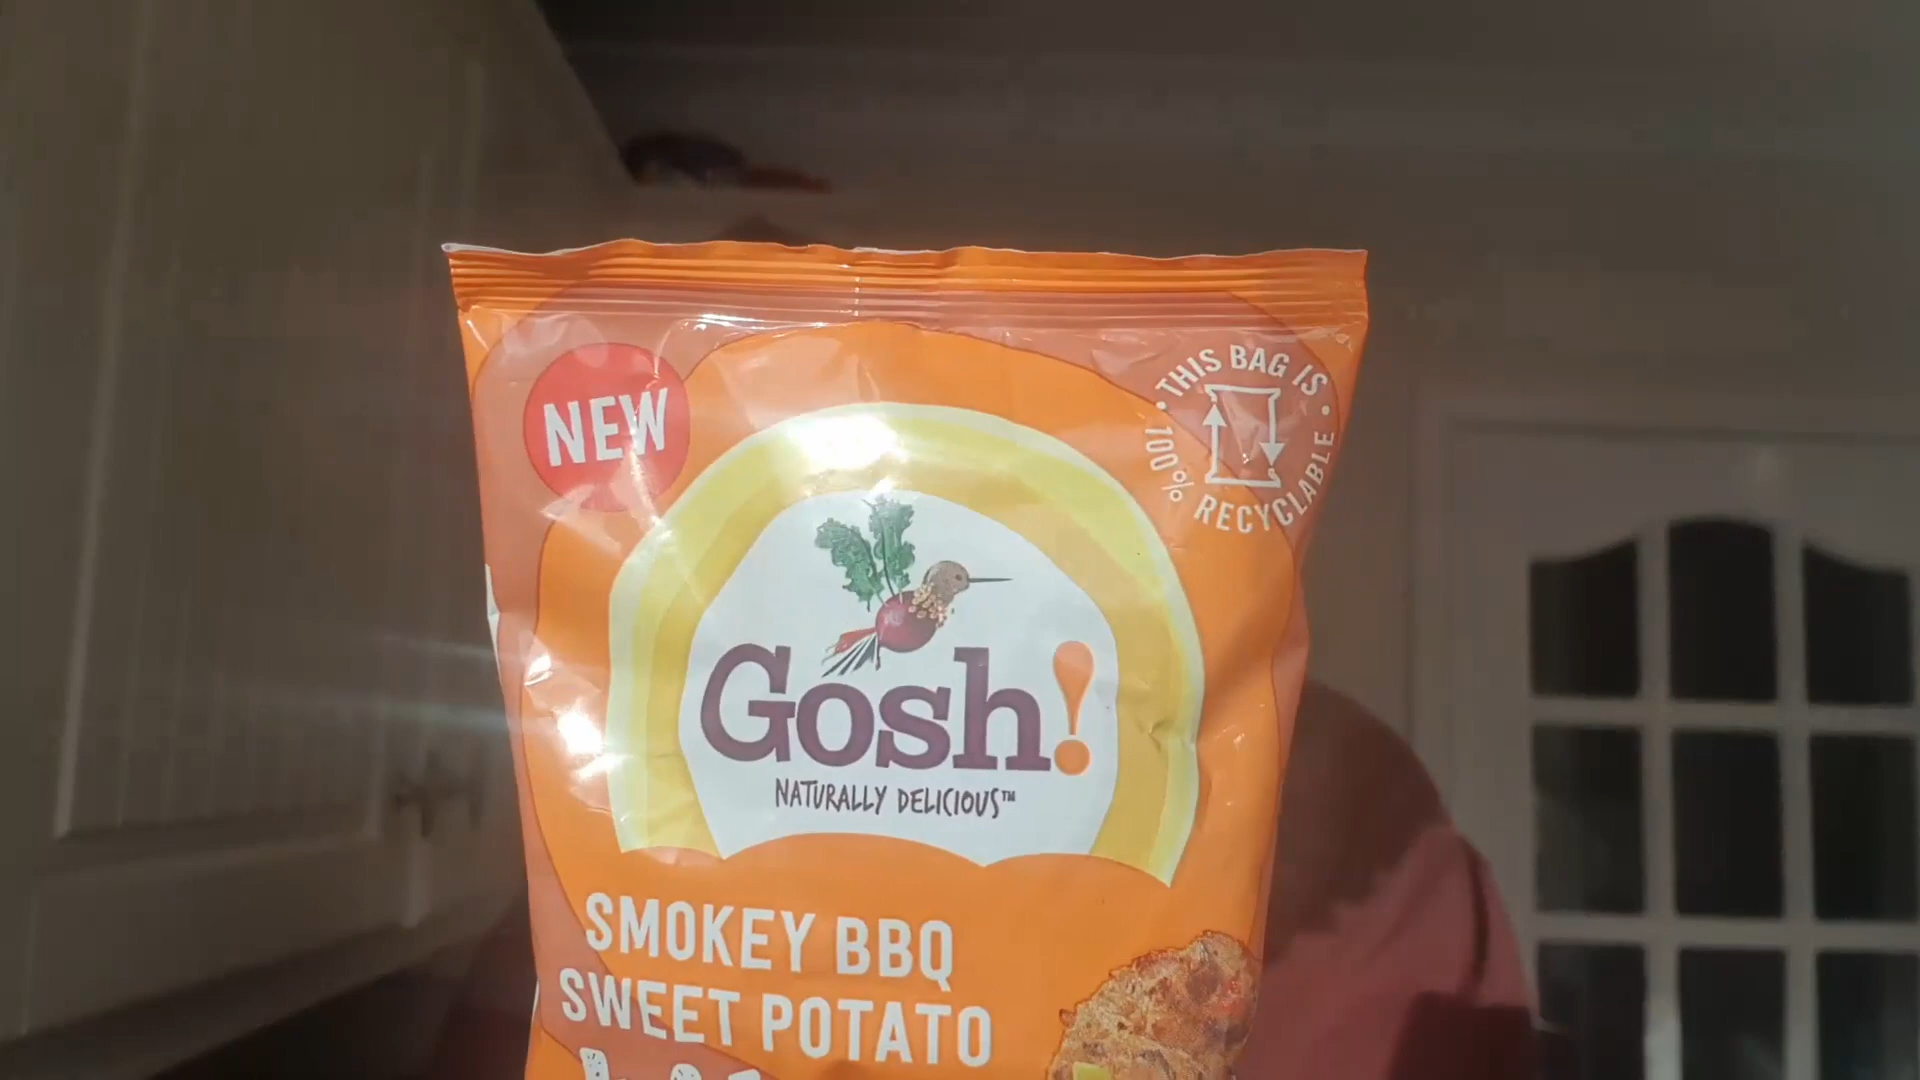 NEW
THIS BAG IS
100%
RECYCLABLE
Gosh!
NATURALLY DELICIOUS™
SMOKEY BBQ
SWEET POTATO